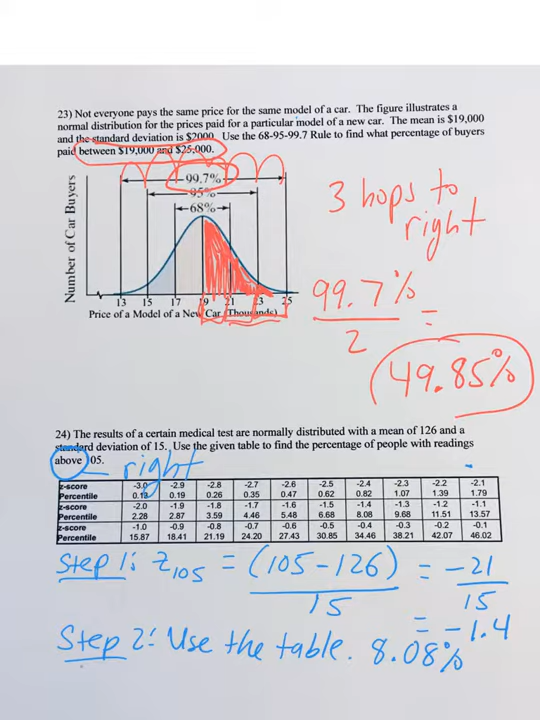 23) Not everyone pays the same price for the same model of a car. The figure illustrates a
normal distribution for the prices paid for a particular model of a new car. The mean is $19,000
and the standard deviation is $2000. Use the 68-95-99.7 Rule to find what percentage of buyers
paid between $19,000 and $25,000.
99.7%
95%
68%
Number of Car Buyers
13 15 17 19 21 23 25
Price of a Model of a New Car (Thousands)
3 hops to
right
99.7%
2
=
49.85%
24) The results of a certain medical test are normally distributed with a mean of 126 and a
standard deviation of 15. Use the given table to find the percentage of people with readings
above 105.
right
z-score -3.0 -2.9 -2.8 -2.7 -2.6 -2.5 -2.4 -2.3 -2.2 -2.1
Percentile 0.13 0.19 0.26 0.35 0.47 0.62 0.82 1.07 1.39 1.79
z-score -2.0 -1.9 -1.8 -1.7 -1.6 -1.5 -1.4 -1.3 -1.2 -1.1
Percentile 2.28 2.87 3.59 4.46 5.48 6.68 8.08 9.68 11.51 13.57
z-score -1.0 -0.9 -0.8 -0.7 -0.6 -0.5 -0.4 -0.3 -0.2 -0.1
Percentile 15.87 18.41 21.19 24.20 27.43 30.85 34.46 38.21 42.07 46.02
Step 1: Z105 = (105-126) = -21
15 15
= -1.4
Step 2: Use the table. 8.08%